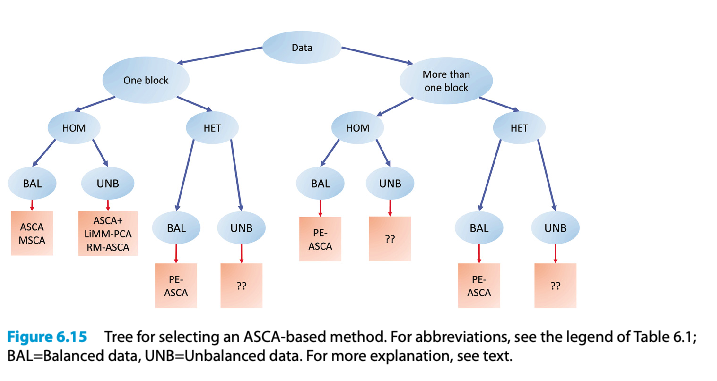 Data
One block
More than
one block
HOM
HET
HOM
HET
BAL
UNB
BAL
UNB
ASCA
MSCA
ASCA+
LiMM-PCA
RM-ASCA
BAL
UNB
PE-
ASCA
??
BAL
UNB
PE-
ASCA
??
PE-
ASCA
??
Figure 6.15 Tree for selecting an ASCA-based method. For abbreviations, see the legend of Table 6.1;
BAL=Balanced data, UNB=Unbalanced data. For more explanation, see text.